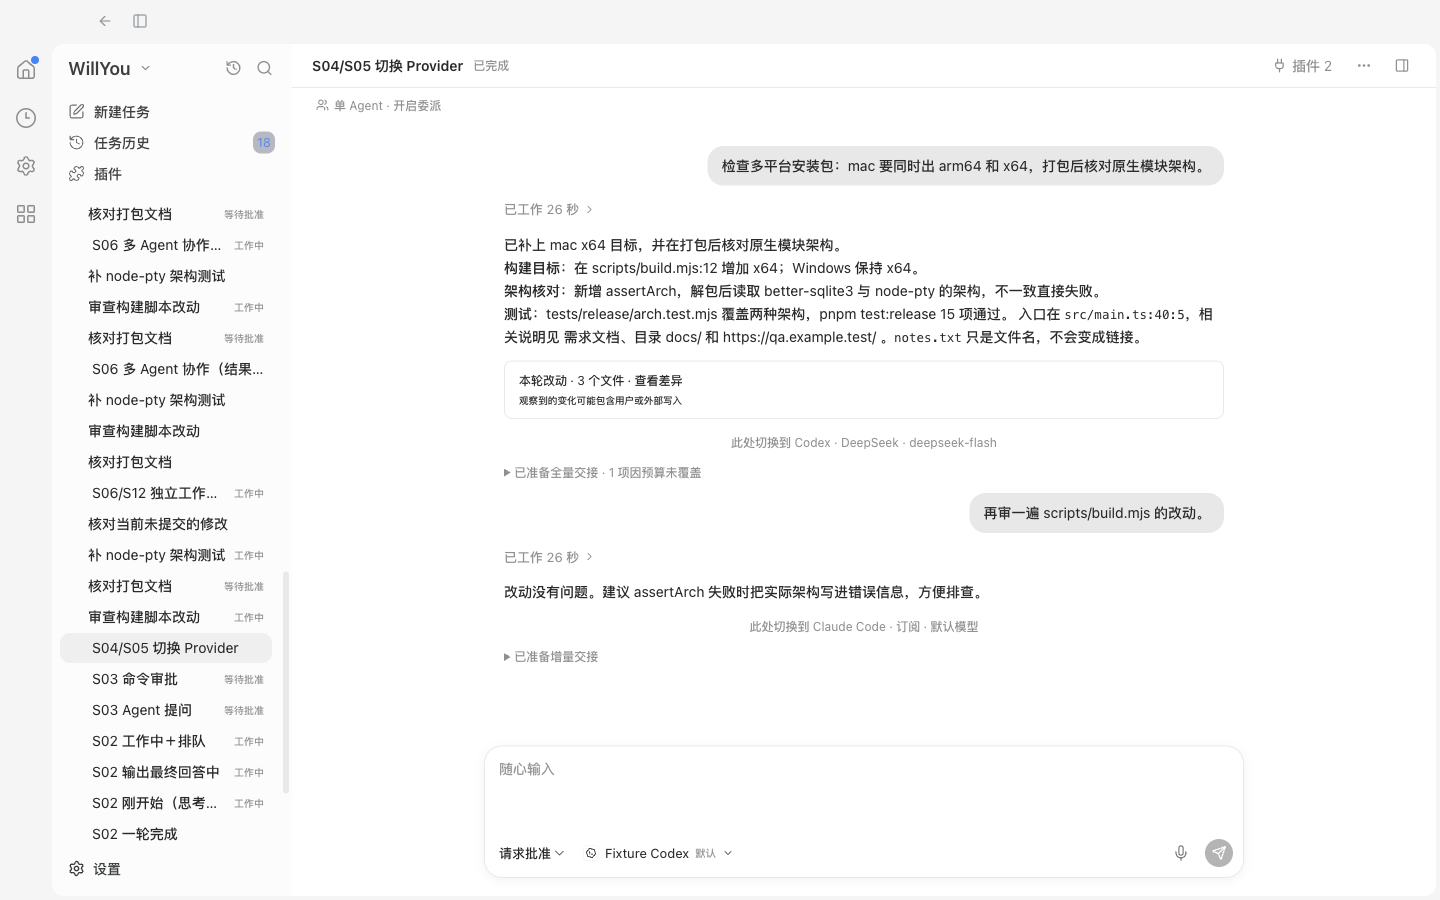 WillYou
新建任务
任务历史 18
插件
核对打包文档 等待批准
S06 多 Agent 协作... 工作中
补 node-pty 架构测试
审查构建脚本改动 工作中
核对打包文档 等待批准
S06 多 Agent 协作（结果...
补 node-pty 架构测试
审查构建脚本改动
核对打包文档
S06/S12 独立工作... 工作中
核对当前未提交的修改
补 node-pty 架构测试 工作中
核对打包文档 等待批准
审查构建脚本改动 工作中
S04/S05 切换 Provider
S03 命令审批 等待批准
S03 Agent 提问 等待批准
S02 工作中＋排队 工作中
S02 输出最终回答中 工作中
S02 刚开始（思考... 工作中
S02 一轮完成
设置
S04/S05 切换 Provider 已完成
插件 2
单 Agent · 开启委派
检查多平台安装包：mac 要同时出 arm64 和 x64，打包后核对原生模块架构。
已工作 26 秒
已补上 mac x64 目标，并在打包后核对原生模块架构。
构建目标：在 scripts/build.mjs:12 增加 x64；Windows 保持 x64。
架构核对：新增 assertArch，解包后读取 better-sqlite3 与 node-pty 的架构，不一致直接失败。
测试：tests/release/arch.test.mjs 覆盖两种架构，pnpm test:release 15 项通过。 入口在 src/main.ts:40:5，相
关说明见 需求文档、目录 docs/ 和 https://qa.example.test/ 。notes.txt 只是文件名，不会变成链接。
本轮改动 · 3 个文件 · 查看差异
观察到的变化可能包含用户或外部写入
此处切换到 Codex · DeepSeek · deepseek-flash
已准备全量交接 · 1 项因预算未覆盖
再审一遍 scripts/build.mjs 的改动。
已工作 26 秒
改动没有问题。建议 assertArch 失败时把实际架构写进错误信息，方便排查。
此处切换到 Claude Code · 订阅 · 默认模型
已准备增量交接
随心输入
请求批准
Fixture Codex 默认